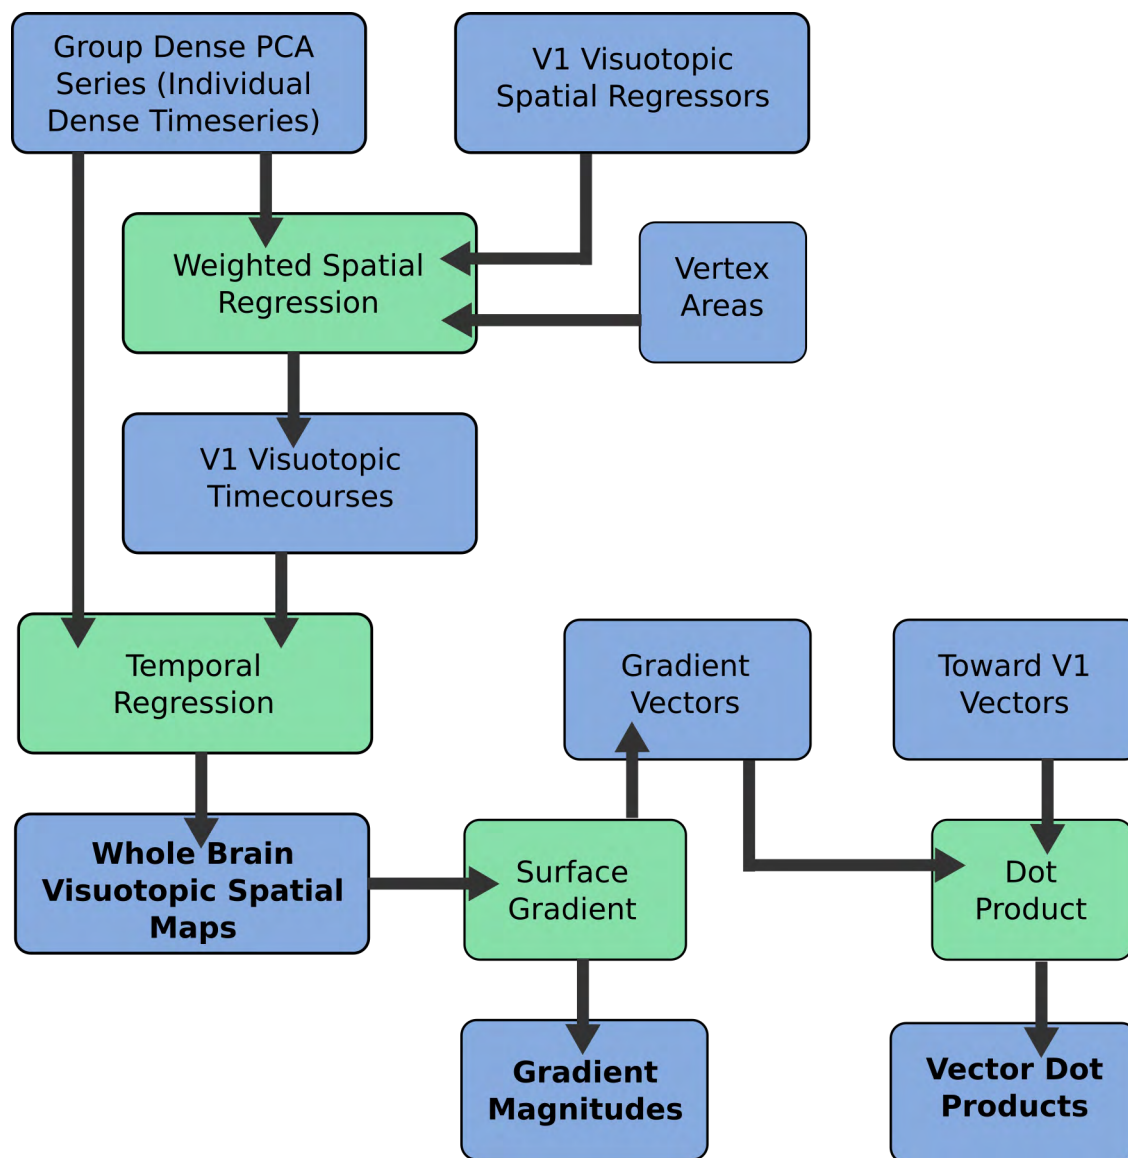 Group Dense PCA
Series (Individual
Dense Timeseries)
V1 Visuotopic
Spatial Regressors
Weighted Spatial
Regression
Vertex
Areas
V1 Visuotopic
Timecourses
Temporal
Regression
Gradient
Vectors
Toward V1
Vectors
Whole Brain
Visuotopic Spatial
Maps
Surface
Gradient
Dot
Product
Gradient
Magnitudes
Vector Dot
Products